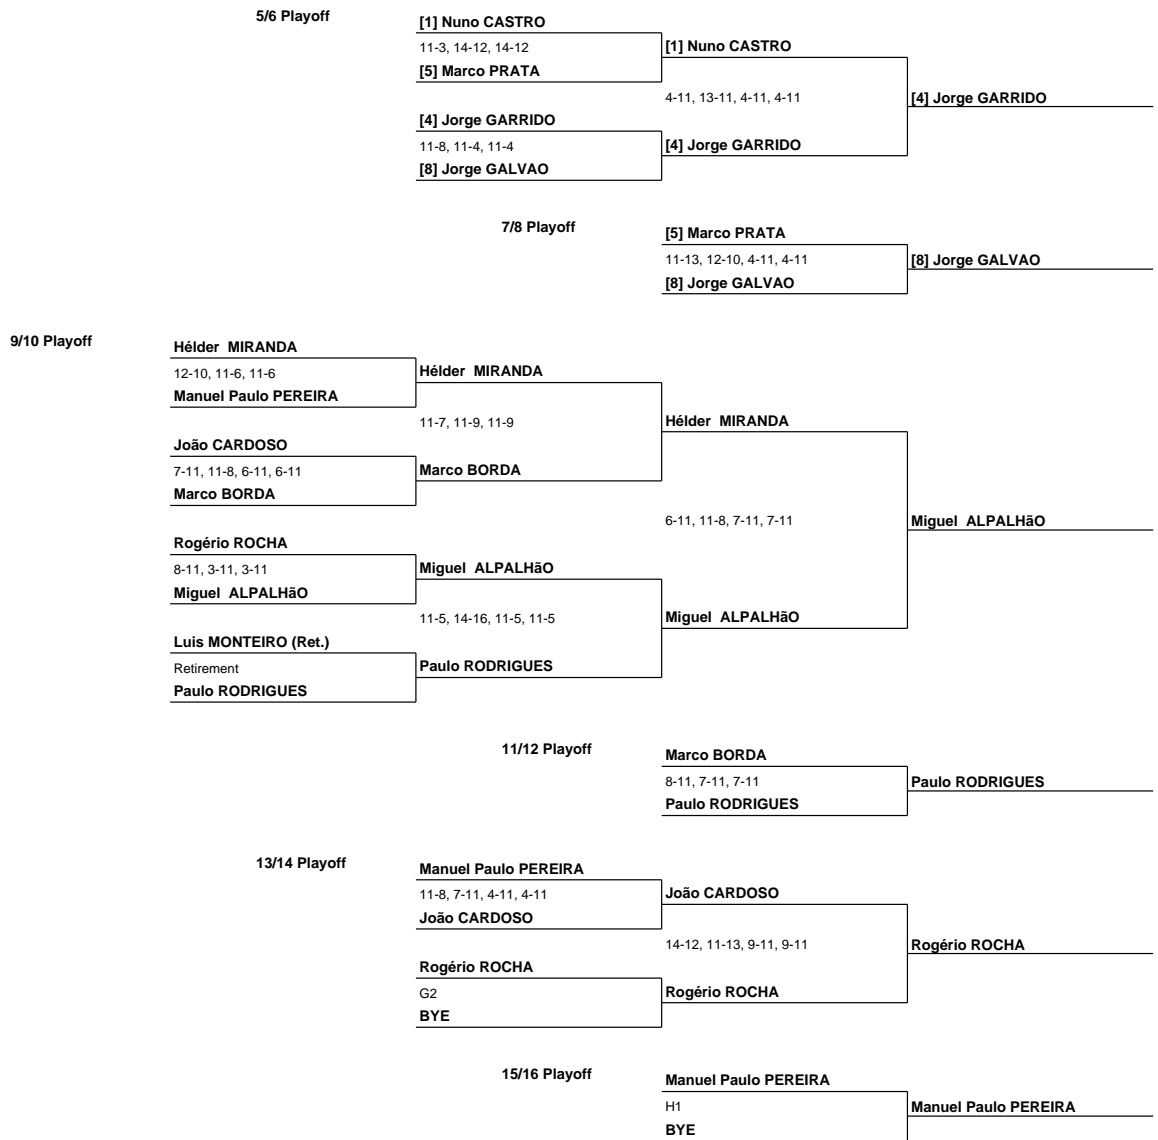 5/6 Playoff
[1] Nuno CASTRO
11-3, 14-12, 14-12
[1] Nuno CASTRO
[5] Marco PRATA
4-11, 13-11, 4-11, 4-11
[4] Jorge GARRIDO
[4] Jorge GARRIDO
11-8, 11-4, 11-4
[4] Jorge GARRIDO
[8] Jorge GALVAO
7/8 Playoff
[5] Marco PRATA
11-13, 12-10, 4-11, 4-11
[8] Jorge GALVAO
[8] Jorge GALVAO
9/10 Playoff
Hélder  MIRANDA
12-10, 11-6, 11-6
Hélder  MIRANDA
Manuel Paulo PEREIRA
11-7, 11-9, 11-9
Hélder  MIRANDA
João CARDOSO
7-11, 11-8, 6-11, 6-11
Marco BORDA
Marco BORDA
6-11, 11-8, 7-11, 7-11
Miguel  ALPALHãO
Rogério ROCHA
8-11, 3-11, 3-11
Miguel  ALPALHãO
Miguel  ALPALHãO
11-5, 14-16, 11-5, 11-5
Miguel  ALPALHãO
Luis MONTEIRO (Ret.)
Retirement
Paulo RODRIGUES
Paulo RODRIGUES
11/12 Playoff
Marco BORDA
8-11, 7-11, 7-11
Paulo RODRIGUES
Paulo RODRIGUES
13/14 Playoff
Manuel Paulo PEREIRA
11-8, 7-11, 4-11, 4-11
João CARDOSO
João CARDOSO
14-12, 11-13, 9-11, 9-11
Rogério ROCHA
Rogério ROCHA
G2
Rogério ROCHA
BYE
15/16 Playoff
Manuel Paulo PEREIRA
H1
Manuel Paulo PEREIRA
BYE